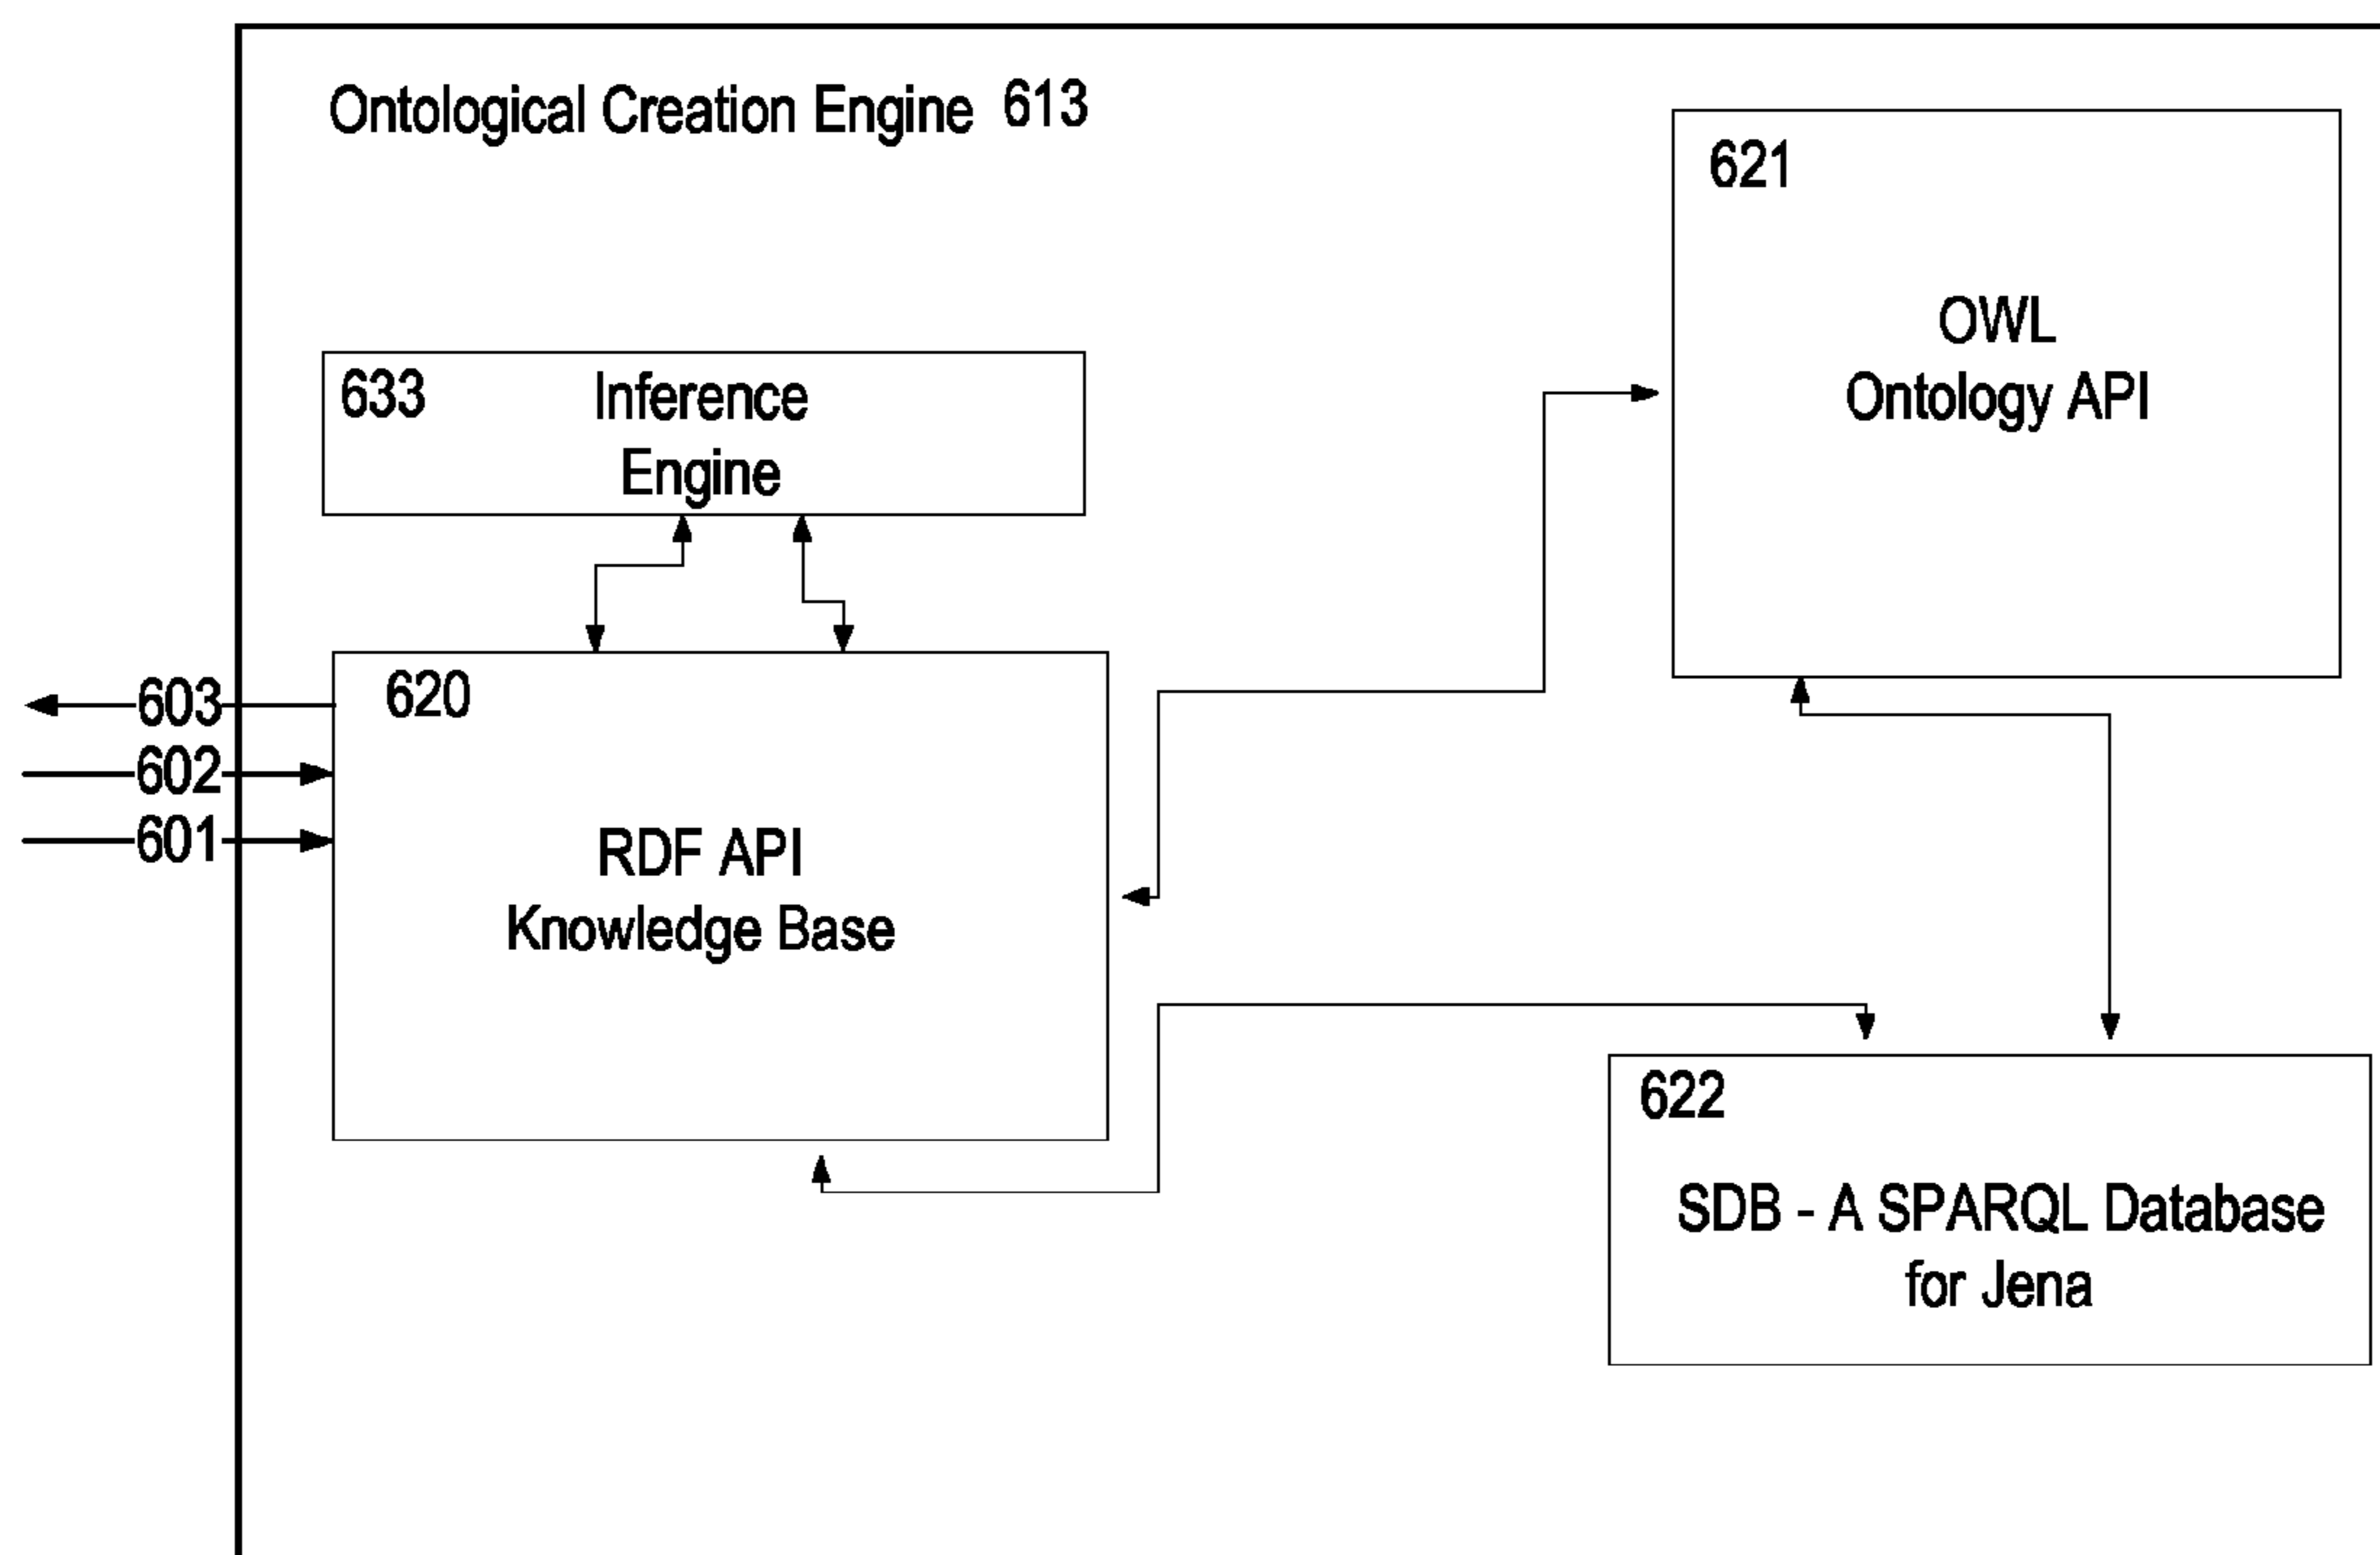 Ontological Creation Engine 613
621
OWL
Ontology API
633 Inference
Engine
603
602
601
620
RDF API
Knowledge Base
622
SDB - A SPARQL Database
for Jena